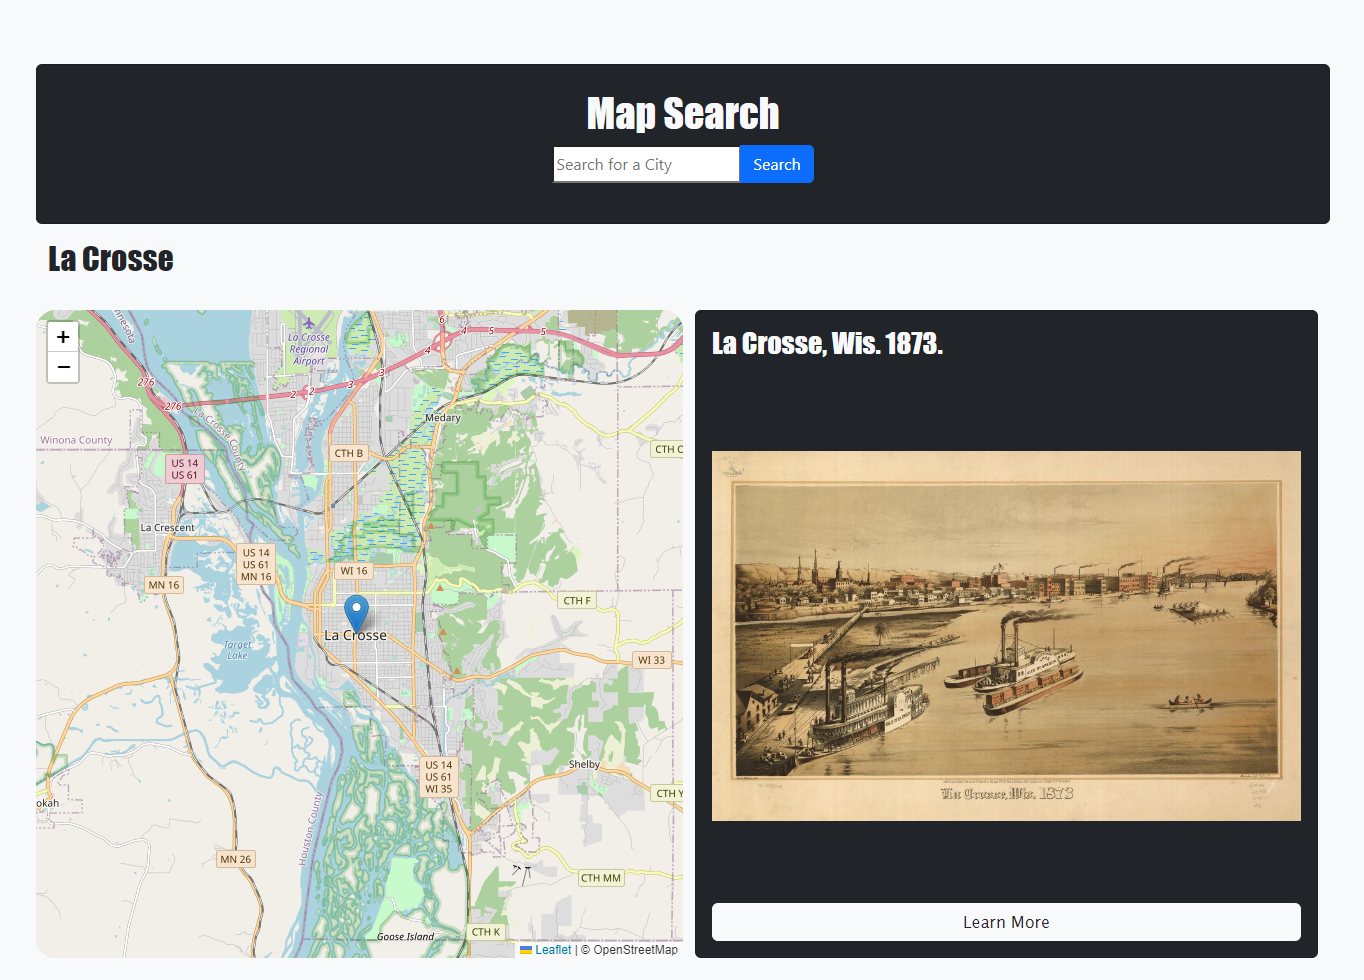 Map Search
Search for a City
Search
La Crosse
+
−
La Crosse
Regional
Airport
6
4
5
5
4
3
3
2
2
276
276
La Crosse County
Winona County
Medary
CTH B
US 14
US 61
La Crescent
US 14
US 61
MN 16
WI 16
MN 16
CTH F
La Crosse
Target
Lake
WI 33
US 14
US 61
WI 35
Shelby
Houston County
MN 26
CTH MM
CTH K
Goose Island
Leaflet | © OpenStreetMap
La Crosse, Wis. 1873.
La Crosse, Wis. 1873
Learn More